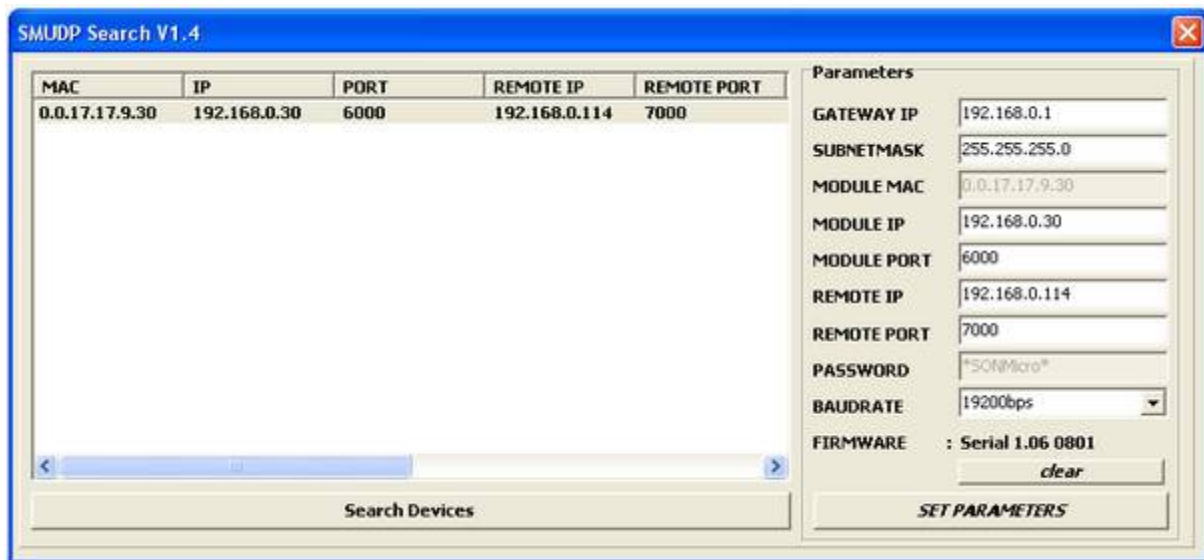 SMUDP Search V1.4
MAC IP PORT REMOTE IP REMOTE PORT
0.0.17.17.9.30 192.168.0.30 6000 192.168.0.114 7000
Search Devices
Parameters
GATEWAY IP 192.168.0.1
SUBNETMASK 255.255.255.0
MODULE MAC 0.0.17.17.9.30
MODULE IP 192.168.0.30
MODULE PORT 6000
REMOTE IP 192.168.0.114
REMOTE PORT 7000
PASSWORD *SONMicro*
BAUDRATE 19200bps
FIRMWARE : Serial 1.06 0801
clear
SET PARAMETERS